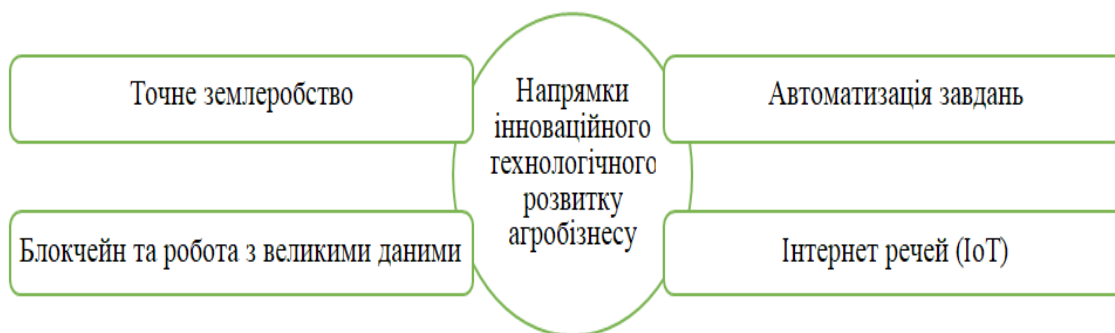 Точне землеробство
Блокчейн та робота з великими даними
Напрямки
інноваційного
технологічного
розвитку
агробізнесу
Автоматизація завдань
Інтернет речей (IoT)